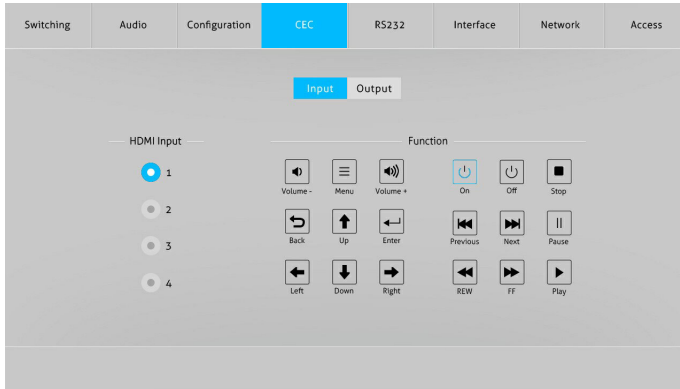 Switching Audio Configuration CEC RS232 Interface Network Access
Input Output
HDMI Input Function
1
Volume - Menu Volume + On Off Stop
2
Back Up Enter Previous Next Pause
3
4
Left Down Right REW FF Play